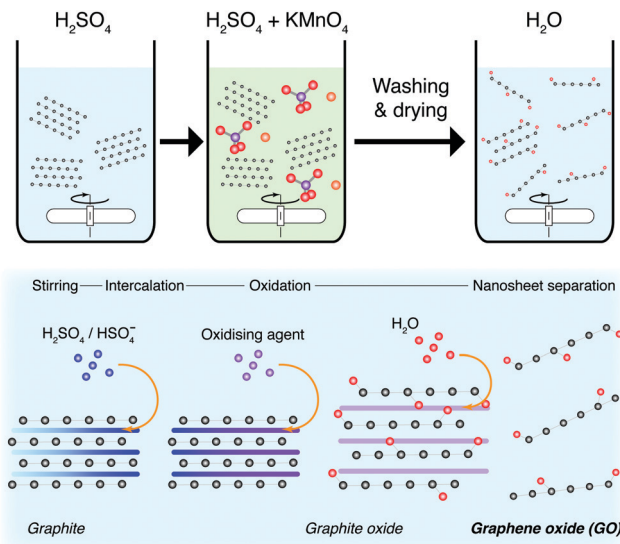 H₂SO₄
H₂SO₄ + KMnO₄
H₂O
Washing
& drying
Stirring — Intercalation — Oxidation — Nanosheet separation
H₂SO₄ / HSO₄⁻
Oxidising agent
H₂O
Graphite
Graphite oxide
Graphene oxide (GO)